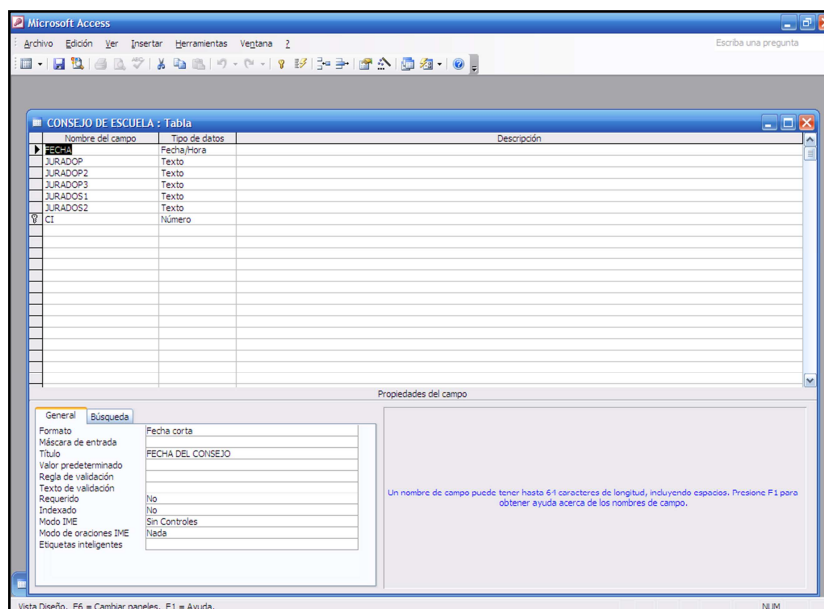 Microsoft Access
Archivo Edición Ver Insertar Herramientas Ventana ?
Escriba una pregunta
CONSEJO DE ESCUELA : Tabla
Nombre del campo Tipo de datos Descripción
FECHA Fecha/Hora
JURADOP Texto
JURADOP2 Texto
JURADOP3 Texto
JURADOS1 Texto
JURADOS2 Texto
CI Número
Propiedades del campo
General Búsqueda
Formato Fecha corta
Máscara de entrada
Título FECHA DEL CONSEJO
Valor predeterminado
Regla de validación
Texto de validación
Requerido No
Indexado No
Modo IME Sin Controles
Modo de oraciones IME Nada
Etiquetas inteligentes
Un nombre de campo puede tener hasta 64 caracteres de longitud, incluyendo espacios. Presione F1 para
obtener ayuda acerca de los nombres de campo.
Vista Diseño. F6 = Cambiar paneles. F1 = Ayuda. NUM